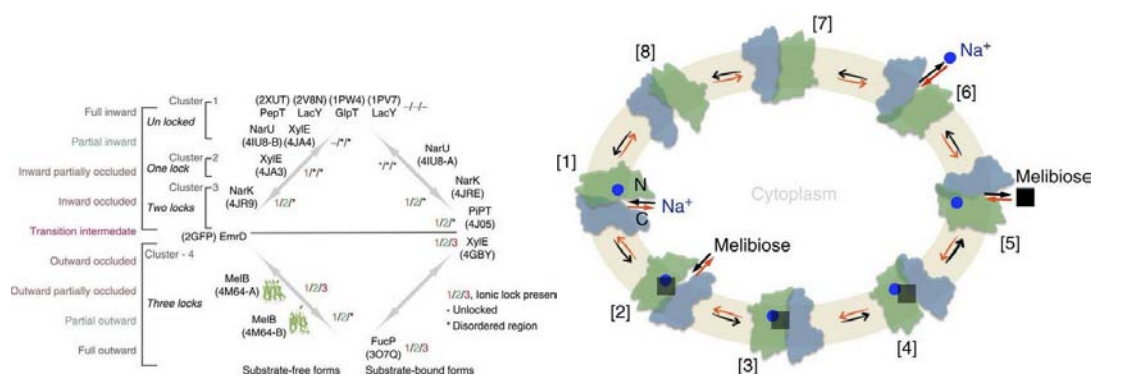 Full inward
Partial inward
Inward partially occluded
Inward occluded
Transition intermedate
Outward occluded
Outward partially occluded
Partial outward
Full outward
Cluster 1
Un locked
Cluster 2
One lock
Cluster 3
Two locks
Cluster - 4
Three locks
(2XUT) (2V8N) (1PW4) (1PV7) –/–/–
PepT LacY GlpT LacY
NarU XylE
(4IU8-B) (4JA4)
–/*/*
XylE
(4JA3)
1/*/*
*/*/*
NarU
(4IU8-A)
NarK
(4JR9)
1/2/*
1/2/*
NarK
(4JRE)
PiPT
(4J05)
(2GFP) EmrD
1/2/3
XylE
(4GBY)
MelB
(4M64-A)
1/2/3
MelB
(4M64-B)
1/2/*
1/2/3, Ionic lock presen
- Unlocked
* Disordered region
FucP
(3O7Q)
1/2/3
Substrate-free forms
Substrate-bound forms
[7]
[8]
Na+
[6]
[1]
N
C
Na+
Cytoplasm
Melibiose
[5]
Melibiose
[2]
[4]
[3]